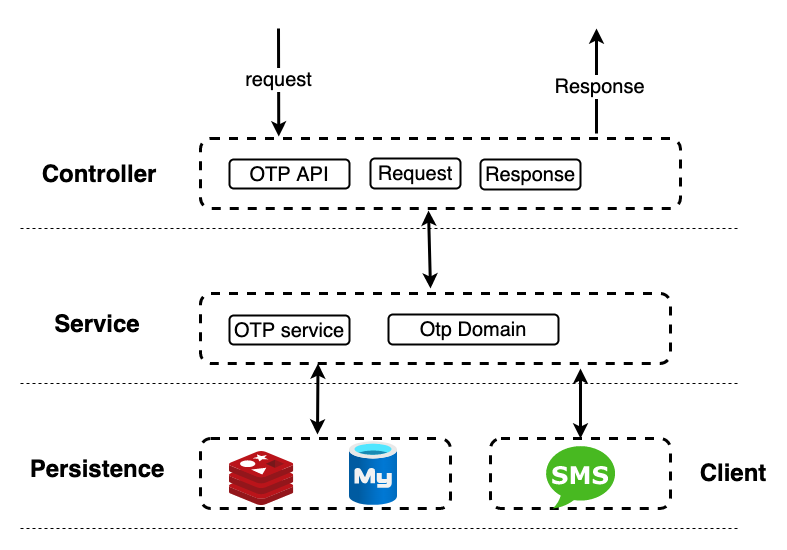 request
Response
Controller
OTP API
Request
Response
Service
OTP service
Otp Domain
Persistence
My
SMS
Client